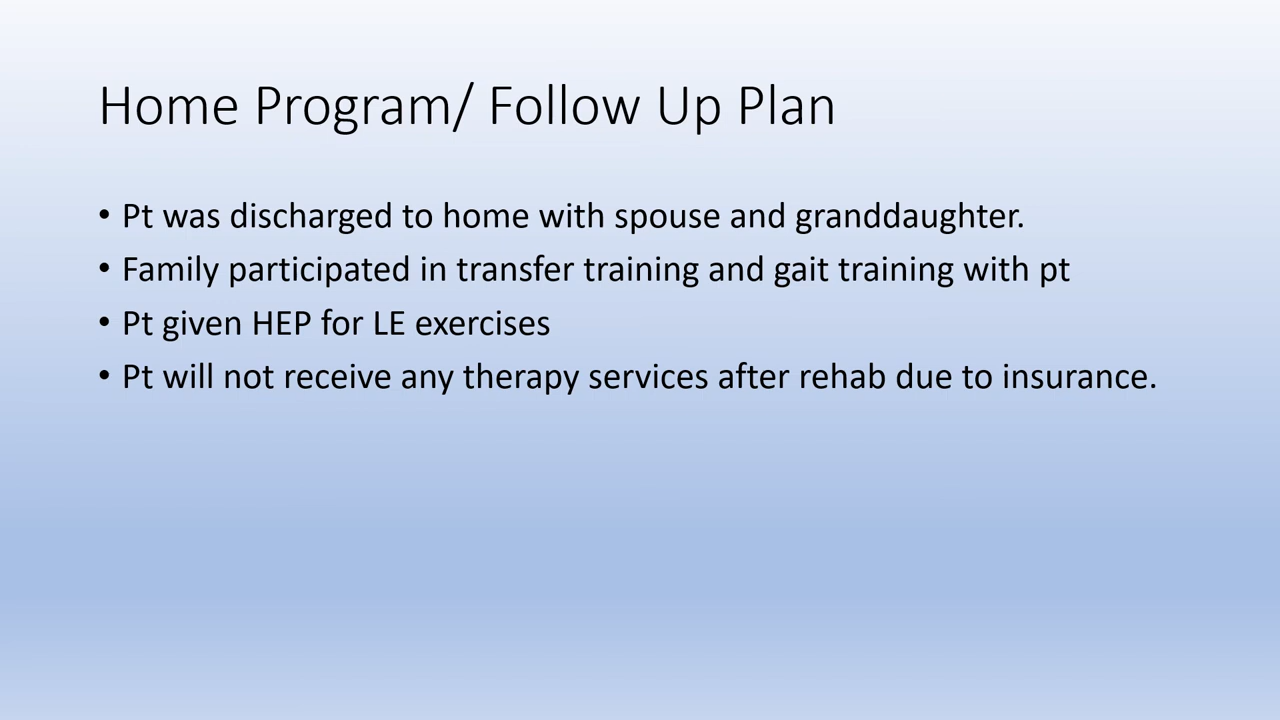 Home Program/ Follow Up Plan
• Pt was discharged to home with spouse and granddaughter.
• Family participated in transfer training and gait training with pt
• Pt given HEP for LE exercises
• Pt will not receive any therapy services after rehab due to insurance.